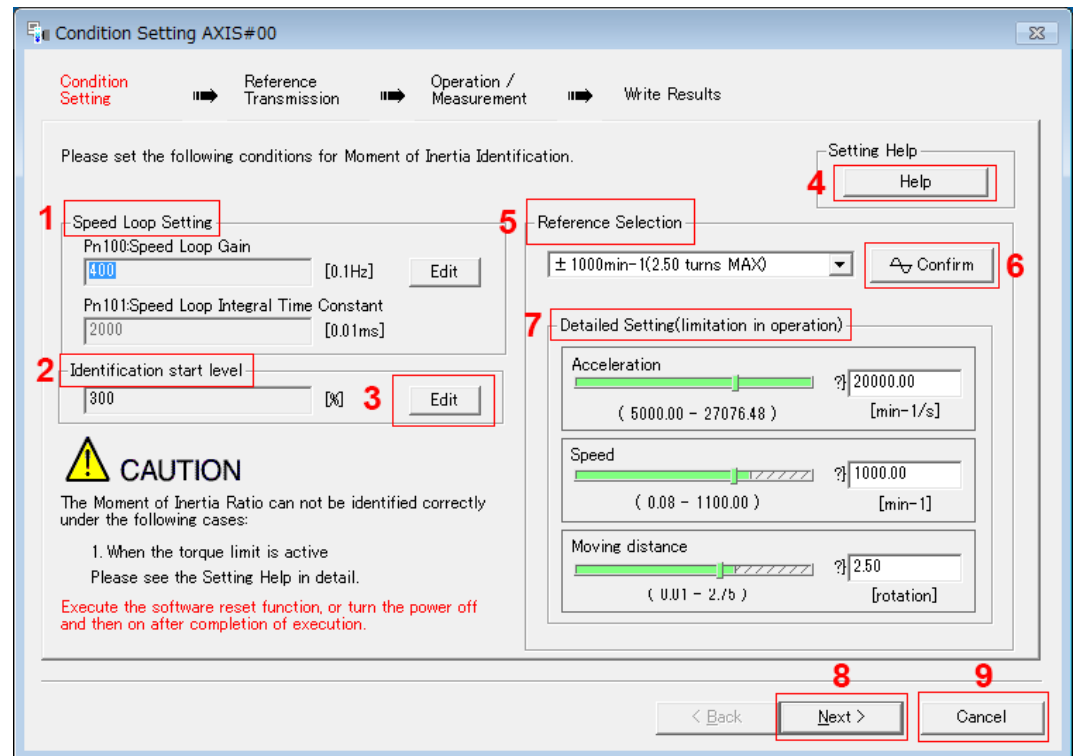 Condition Setting AXIS#00
Condition
Setting
Reference
Transmission
Operation /
Measurement
Write Results
Please set the following conditions for Moment of Inertia Identification.
Setting Help
4
Help
1
Speed Loop Setting
Pn100:Speed Loop Gain
400
[0.1Hz]
Edit
Pn101:Speed Loop Integral Time Constant
2000
[0.01ms]
2
Identification start level
300
[%]
3
Edit
CAUTION
The Moment of Inertia Ratio can not be identified correctly
under the following cases:
1. When the torque limit is active
Please see the Setting Help in detail.
Execute the software reset function, or turn the power off
and then on after completion of execution.
5
Reference Selection
± 1000min-1(2.50 turns MAX)
Confirm
6
7
Detailed Setting(limitation in operation)
Acceleration
?} 20000.00
( 5000.00 - 27076.48 )
[min-1/s]
Speed
?} 1000.00
( 0.08 - 1100.00 )
[min-1]
Moving distance
?} 2.50
( 0.01 - 2.75 )
[rotation]
8
9
< Back
Next >
Cancel